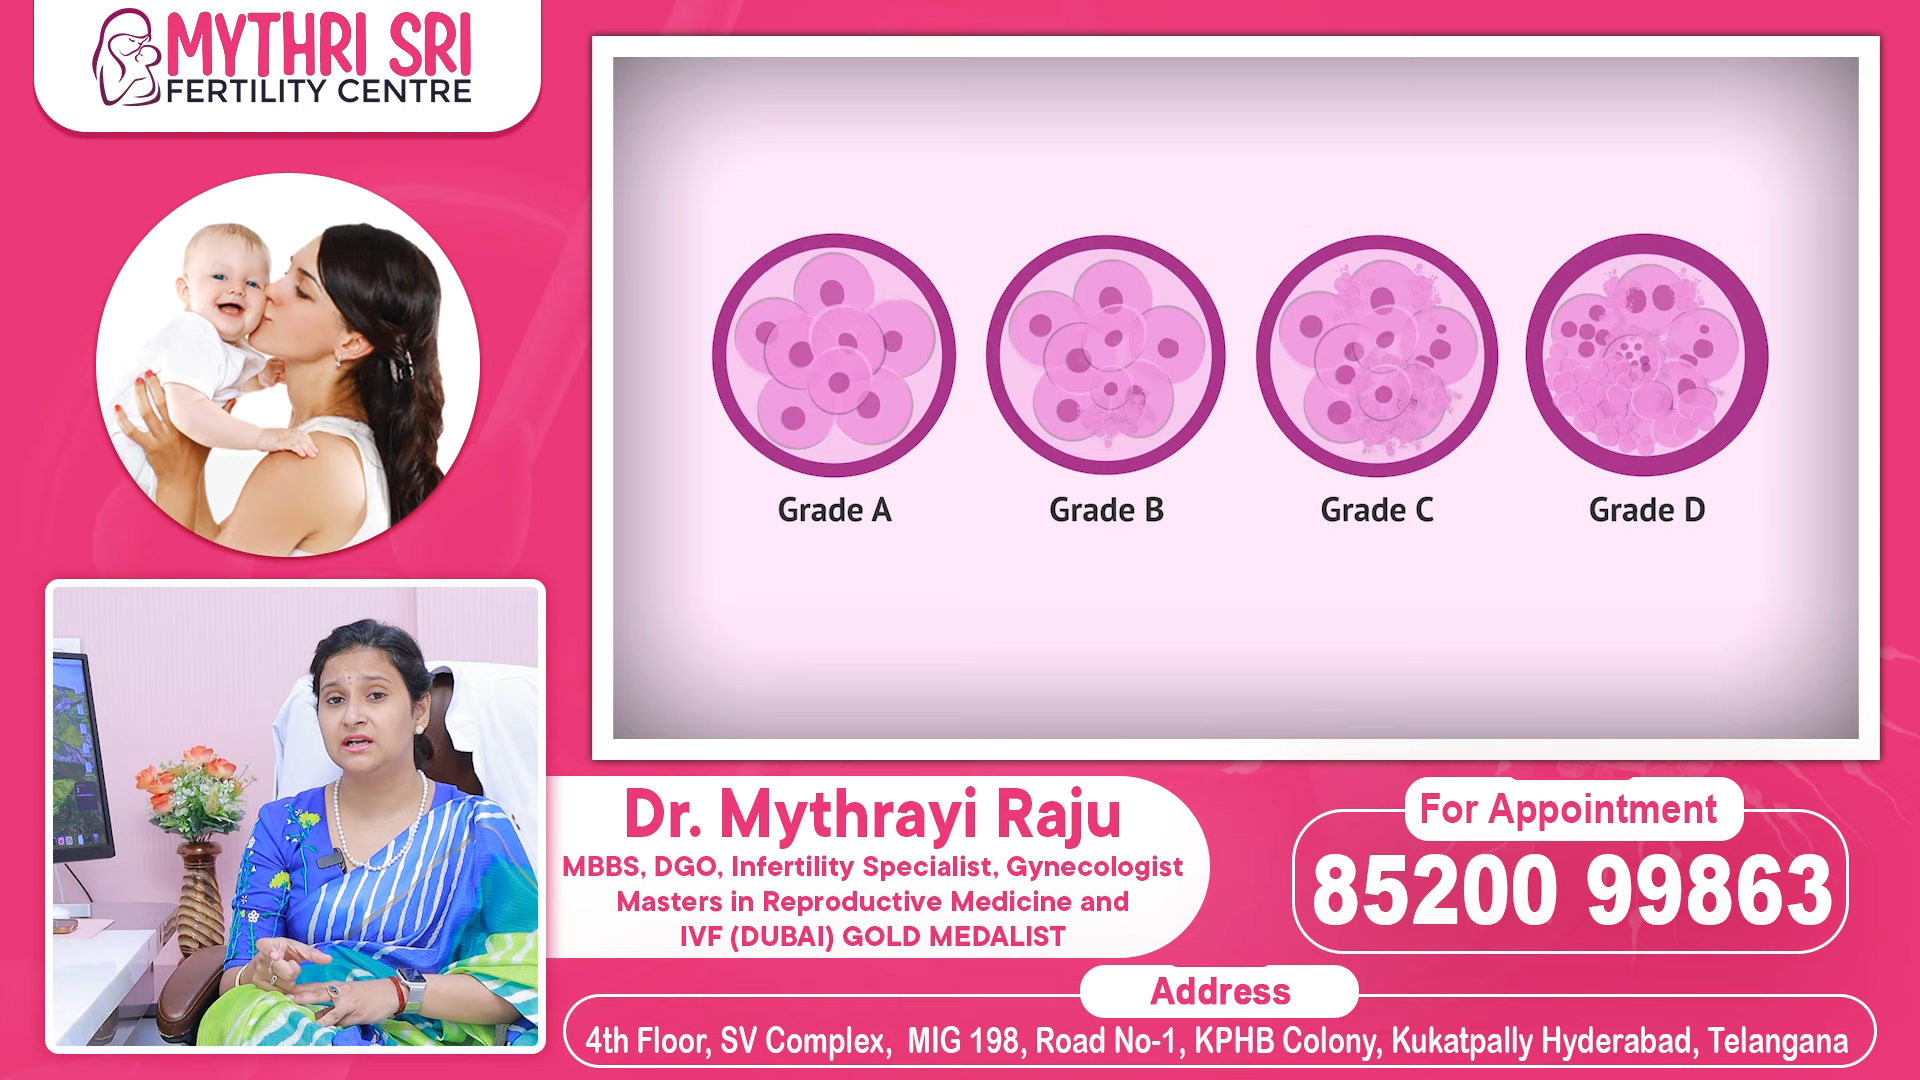 MYTHRI SRI
FERTILITY CENTRE
Grade A
Grade B
Grade C
Grade D
Dr. Mythrayi Raju
MBBS, DGO, Infertility Specialist, Gynecologist
Masters in Reproductive Medicine and
IVF (DUBAI) GOLD MEDALIST
For Appointment
85200 99863
Address
4th Floor, SV Complex, MIG 198, Road No-1, KPHB Colony, Kukatpally Hyderabad, Telangana